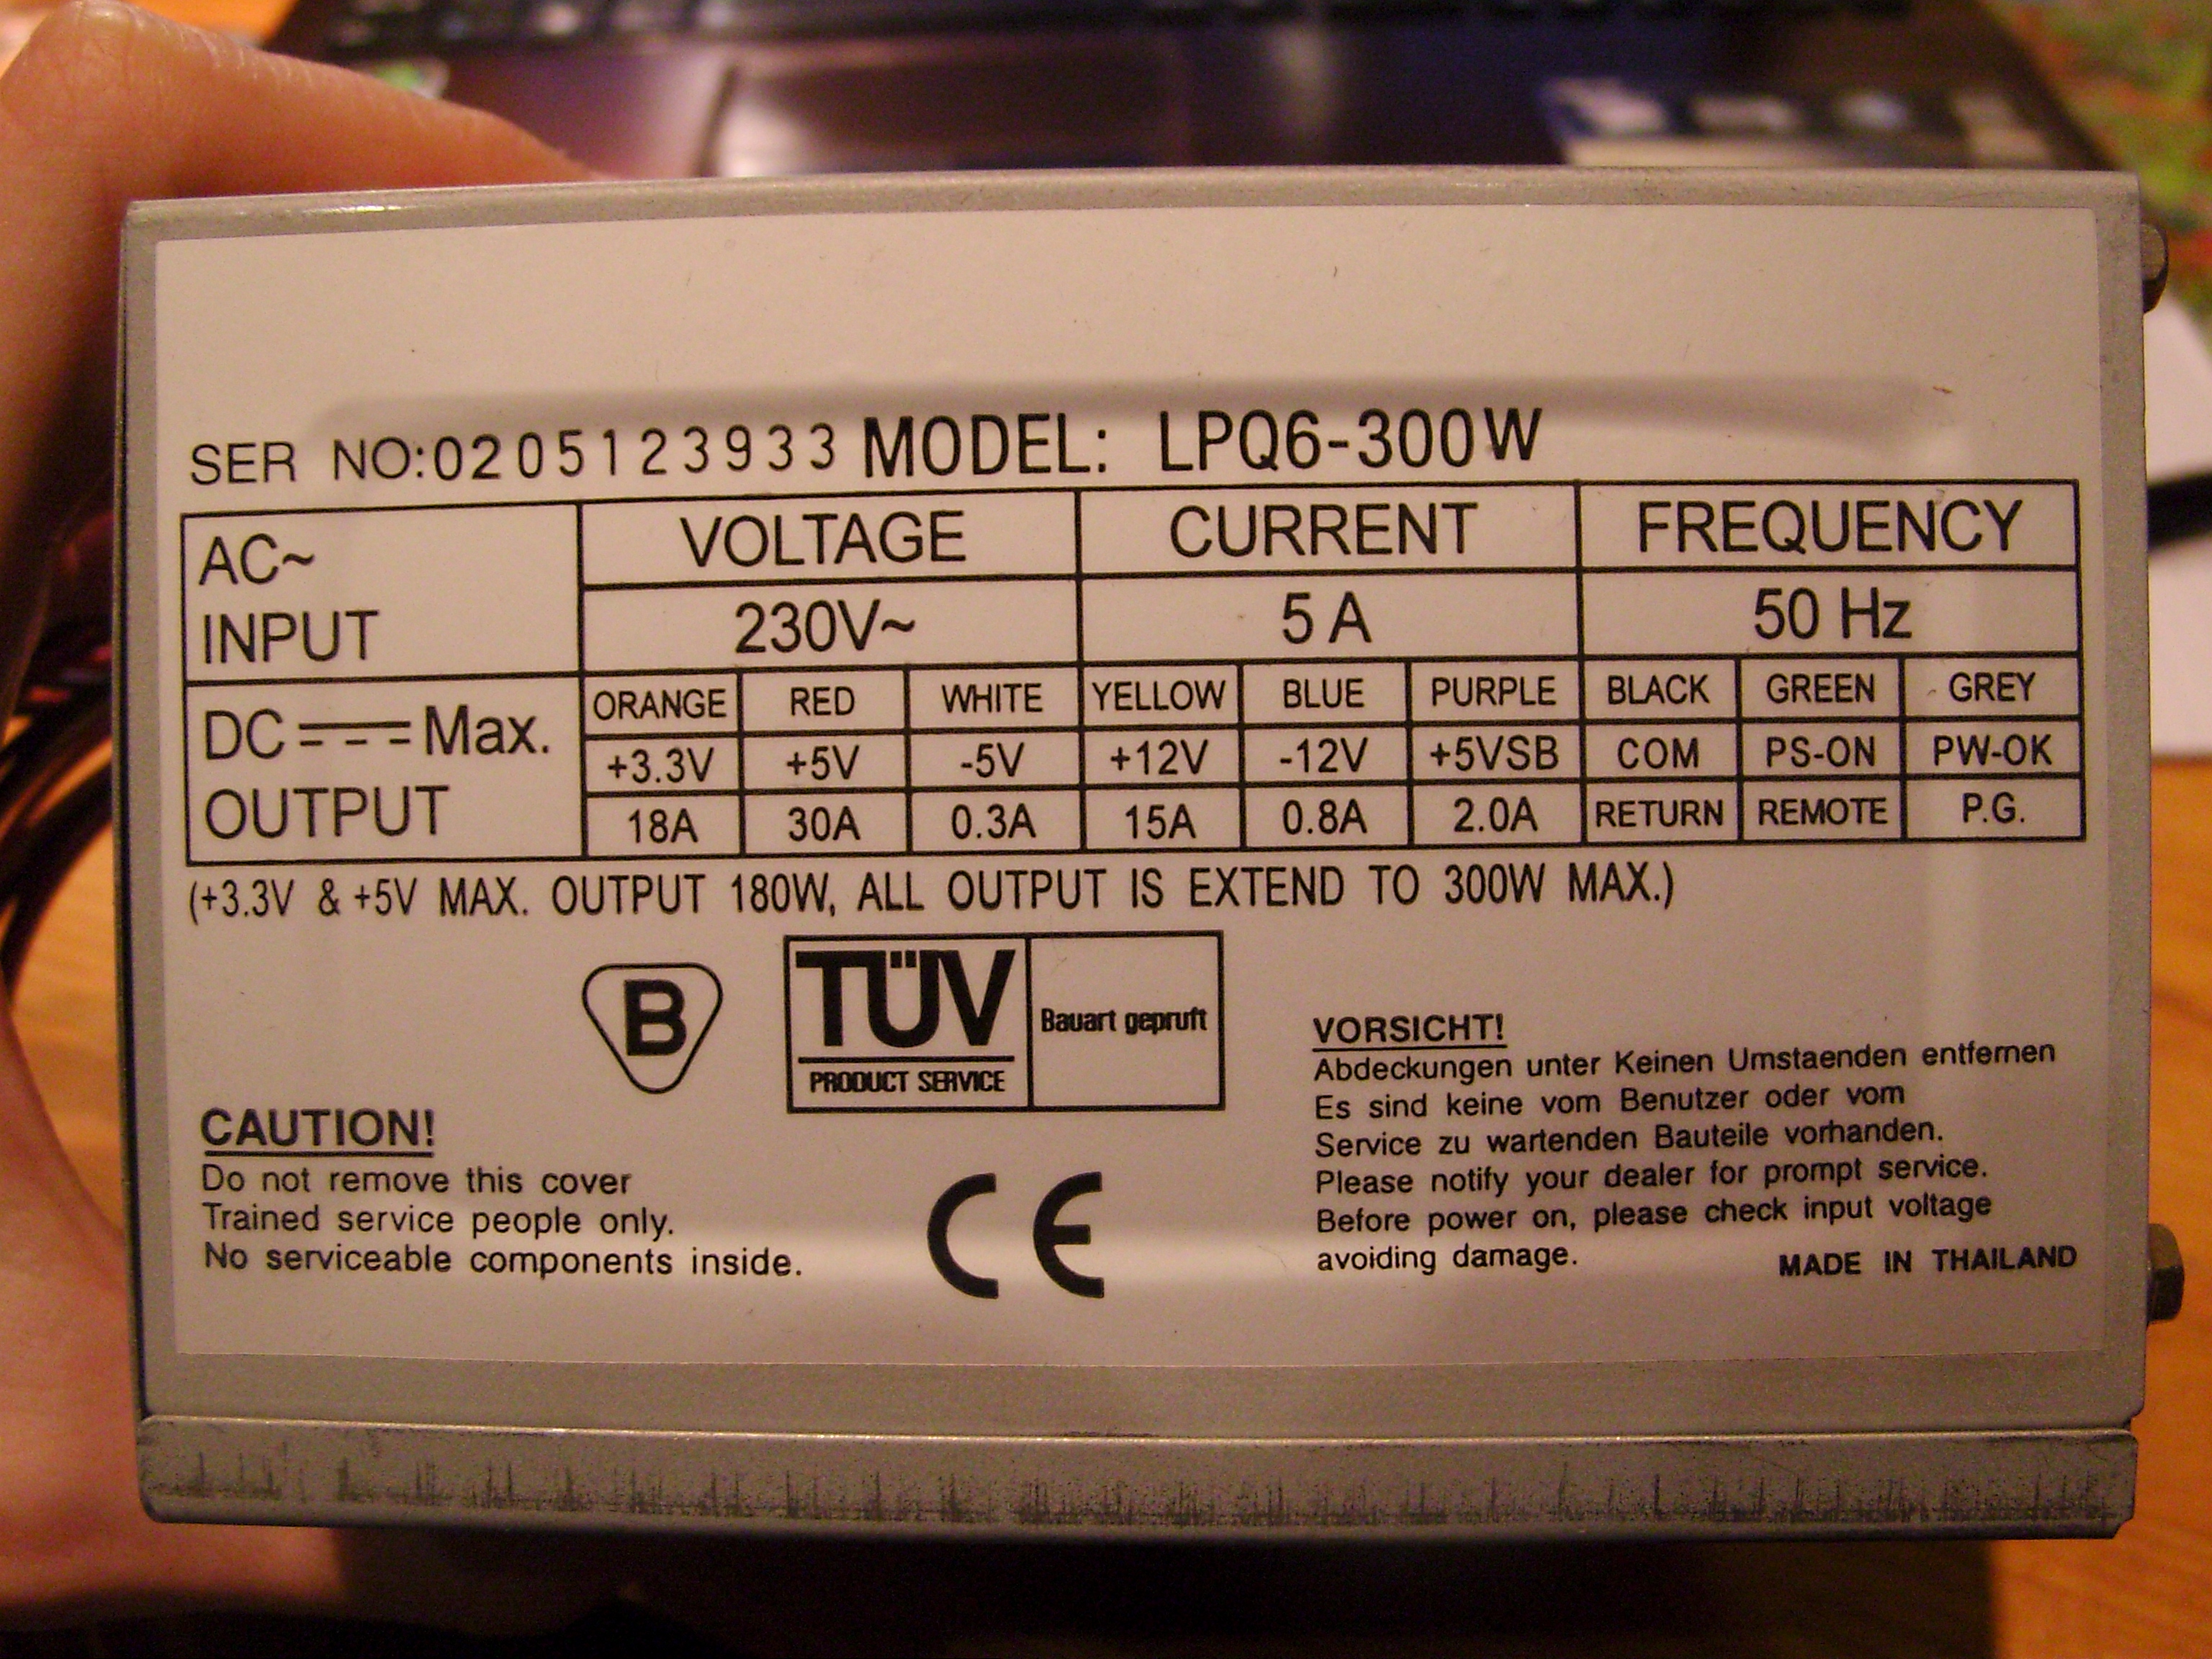 SER NO:0205123933 MODEL: LPQ6-300W
AC~ INPUT VOLTAGE CURRENT FREQUENCY
230V~ 5 A 50 Hz
DC Max. OUTPUT ORANGE RED WHITE YELLOW BLUE PURPLE BLACK GREEN GREY
+3.3V +5V -5V +12V -12V +5VSB COM PS-ON PW-OK
18A 30A 0.3A 15A 0.8A 2.0A RETURN REMOTE P.G.
(+3.3V & +5V MAX. OUTPUT 180W, ALL OUTPUT IS EXTEND TO 300W MAX.)
B
TÜV
PRODUCT SERVICE
Bauart gepruft
CAUTION!
Do not remove this cover
Trained service people only.
No serviceable components inside.
CE
VORSICHT!
Abdeckungen unter Keinen Umstaenden entfernen
Es sind keine vom Benutzer oder vom
Service zu wartenden Bauteile vorhanden.
Please notify your dealer for prompt service.
Before power on, please check input voltage
avoiding damage.
MADE IN THAILAND